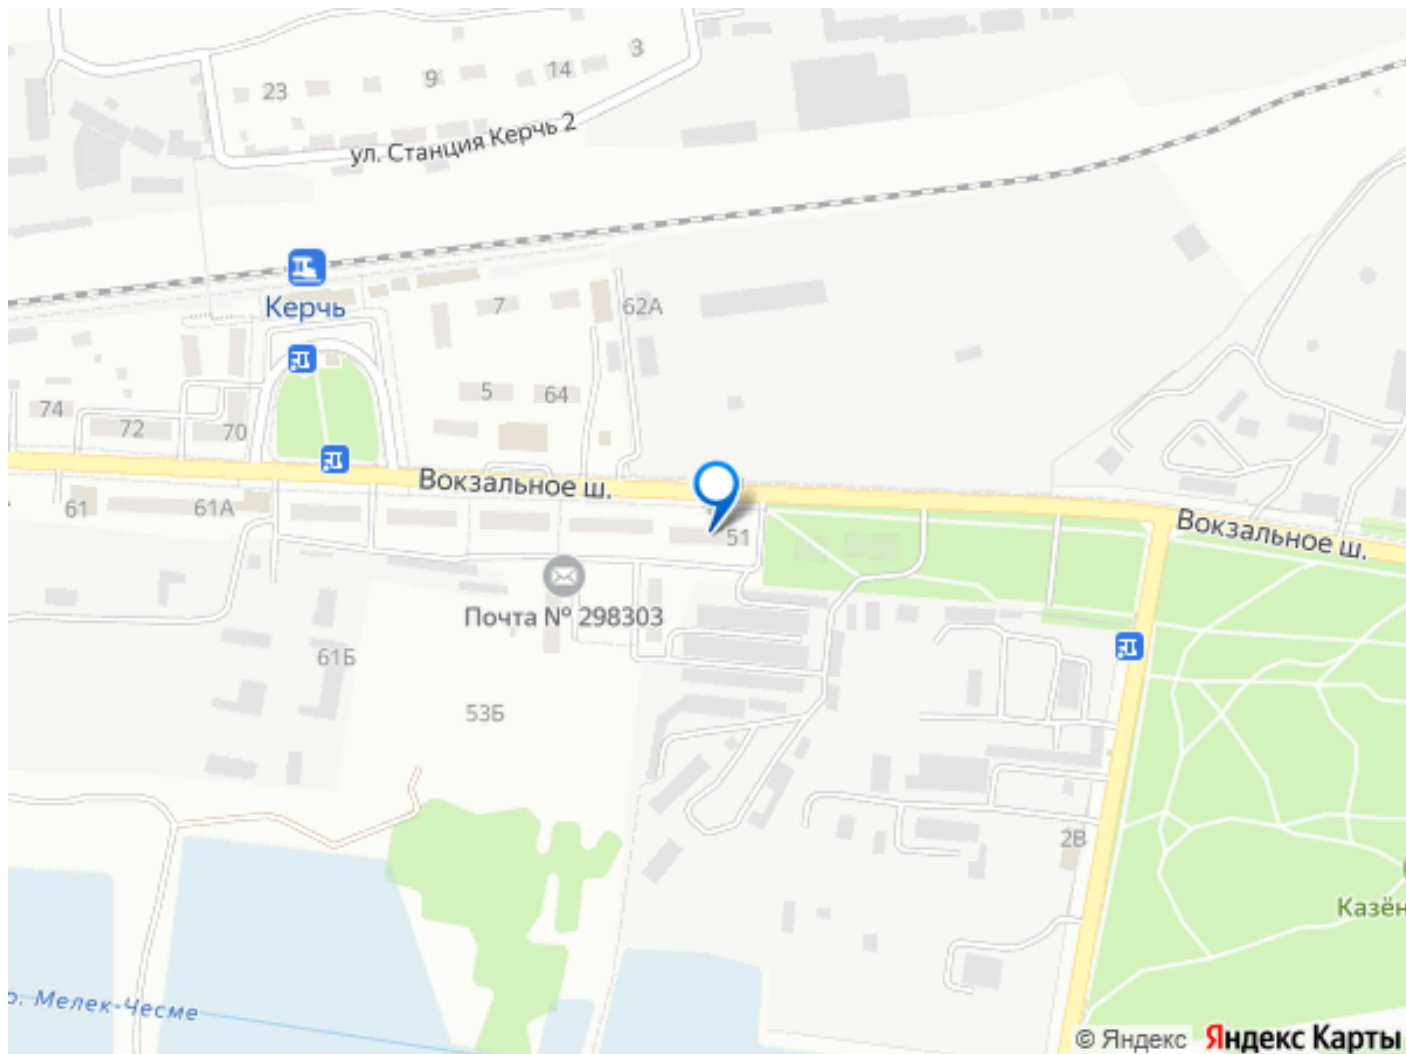 3
14
9
23
ул. Станция Керчь 2
Керчь
7
62А
5
64
74
72
70
Вокзальное ш.
61
61А
51
Вокзальное ш.
Почта № 298303
61Б
53Б
2В
Казён
р. Мелек-Чесме
© Яндекс Яндекс Карты